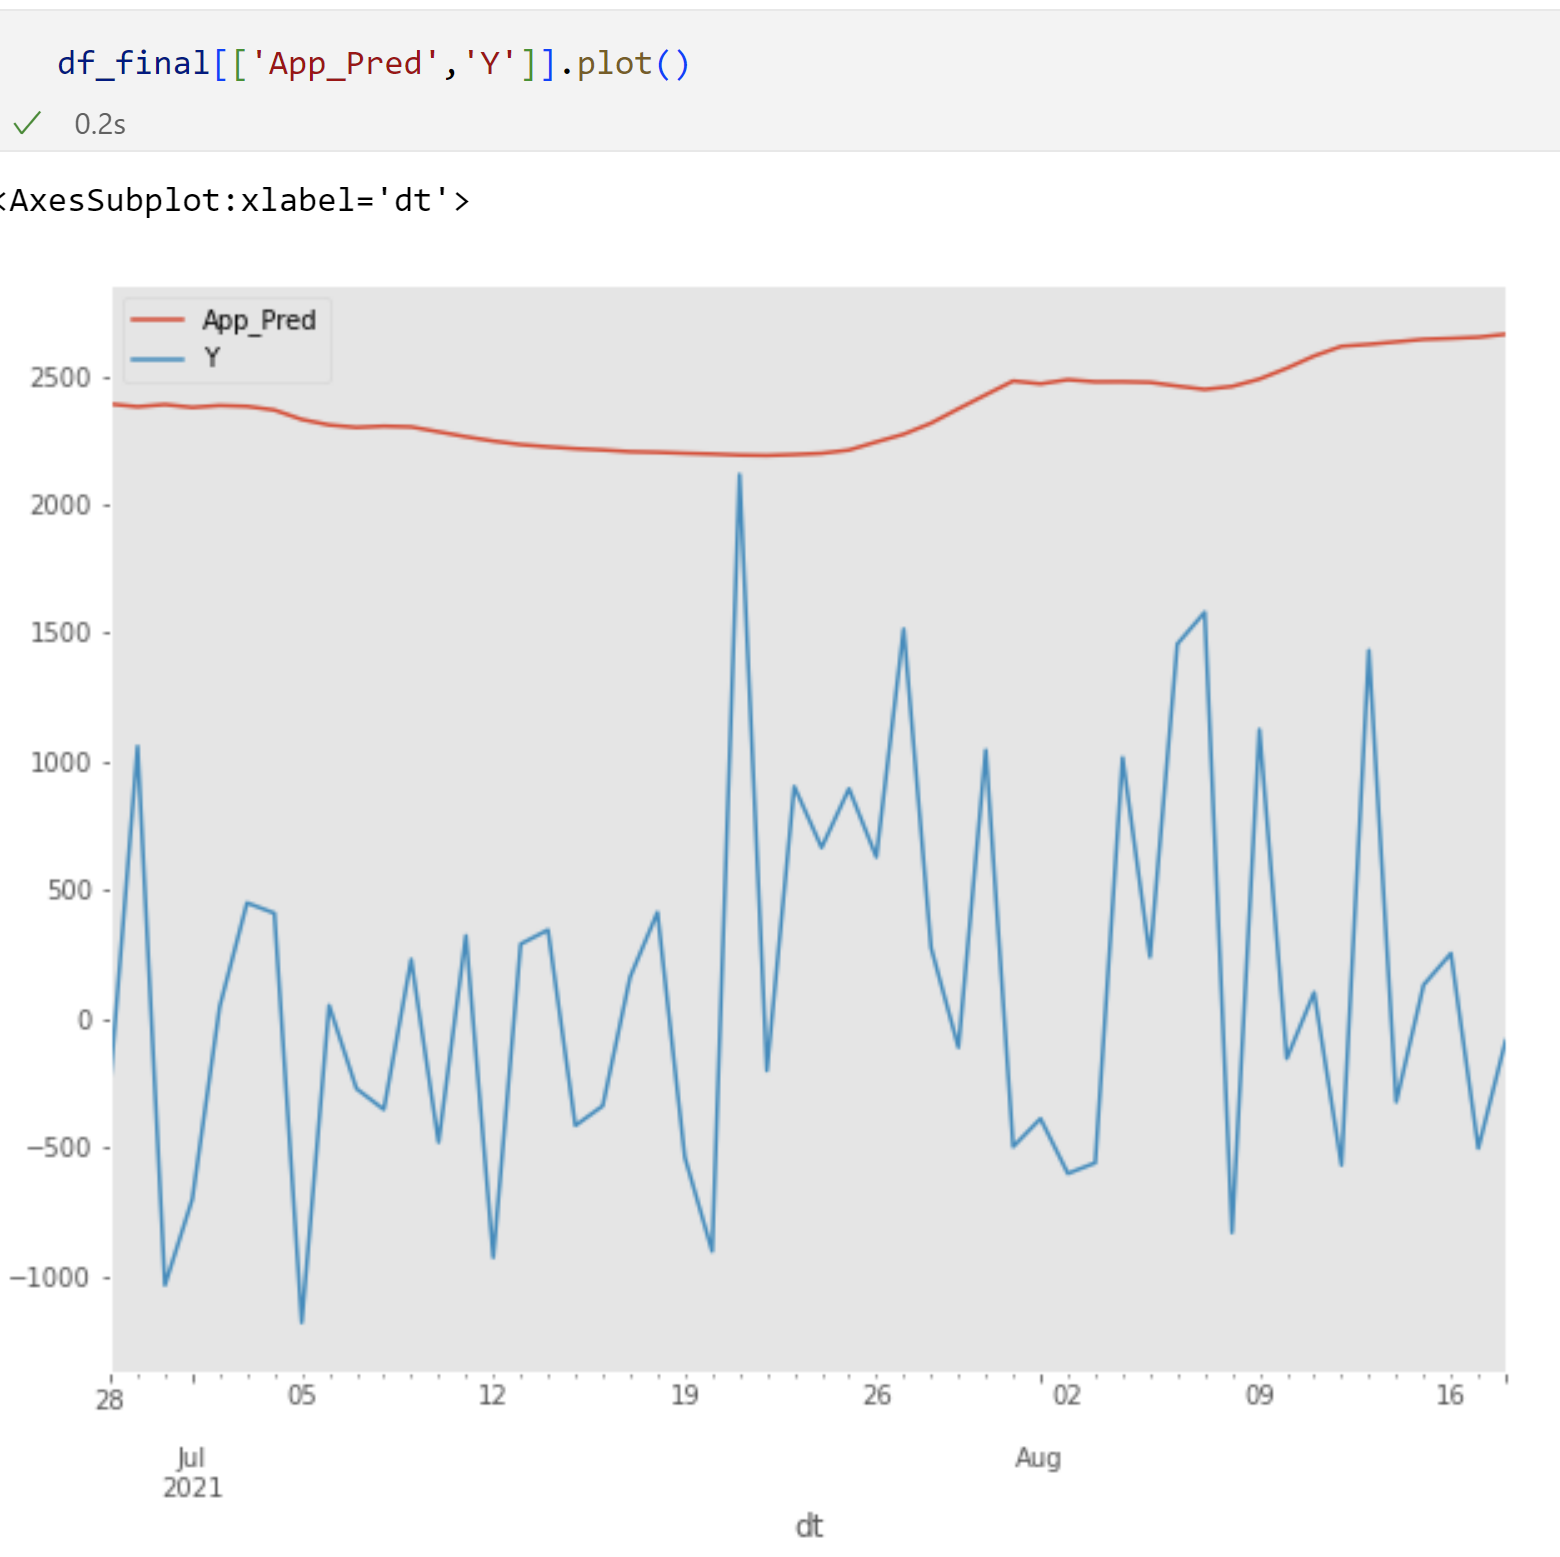 df_final[['App_Pred','Y']].plot()
0.2s
<AxesSubplot:xlabel='dt'>
App_Pred
Y
2500
2000
1500
1000
500
0
−500
−1000
28 05 12 19 26 02 09 16
Jul Aug
2021
dt